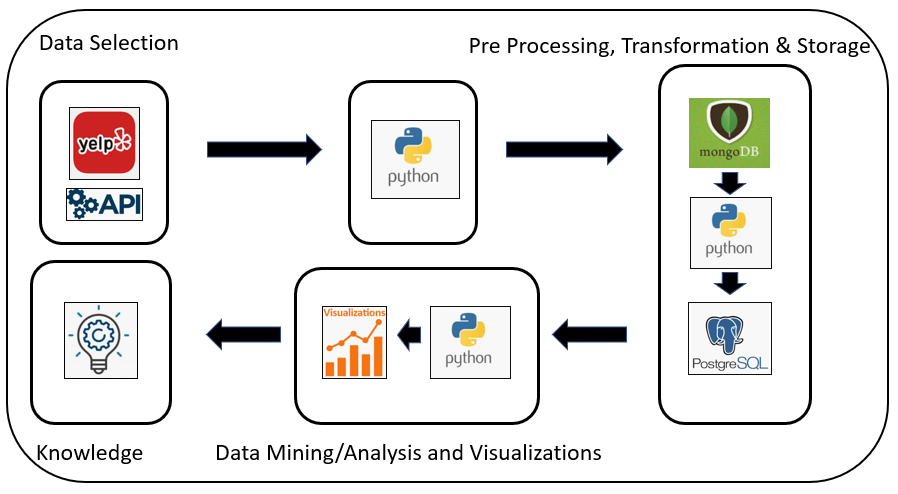 Data Selection
Pre Processing, Transformation & Storage
yelp
API
python
mongoDB
python
PostgreSQL
Visualizations
python
Knowledge
Data Mining/Analysis and Visualizations